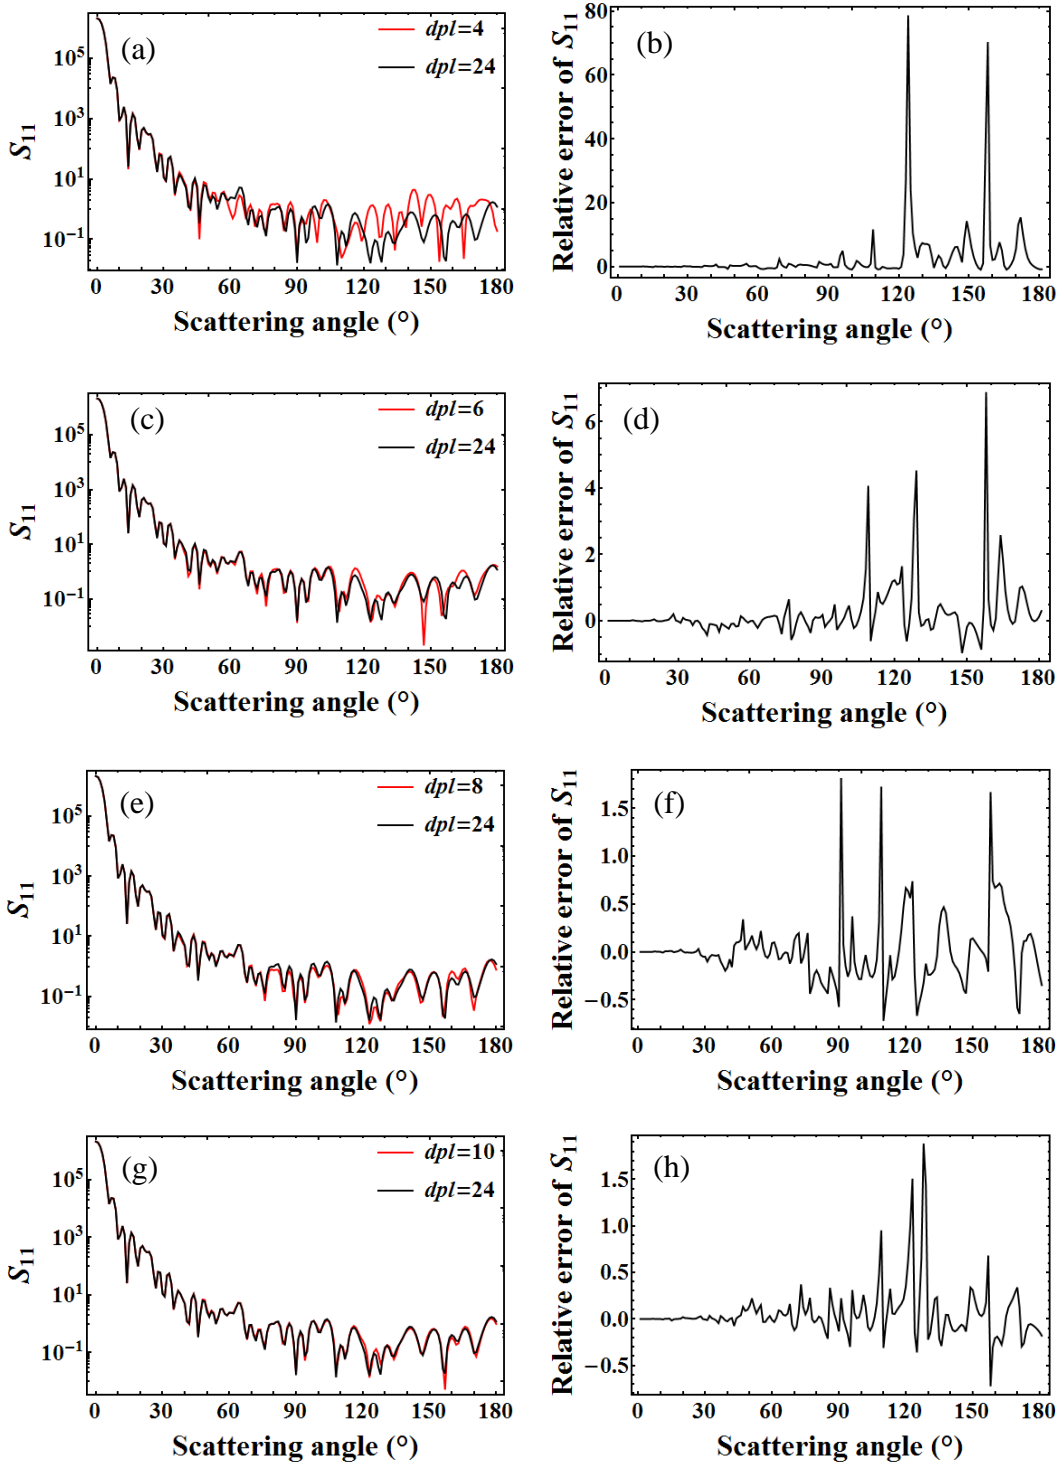 (a)
dpl=4
dpl=24
10^5
10^3
10^1
10^-1
S_11
0 30 60 90 120 150 180
Scattering angle (°)
(b)
80
60
40
20
0
Relative error of S_11
0 30 60 90 120 150 180
Scattering angle (°)
(c)
dpl=6
dpl=24
10^5
10^3
10^1
10^-1
S_11
0 30 60 90 120 150 180
Scattering angle (°)
(d)
6
4
2
0
Relative error of S_11
0 30 60 90 120 150 180
Scattering angle (°)
(e)
dpl=8
dpl=24
10^5
10^3
10^1
10^-1
S_11
0 30 60 90 120 150 180
Scattering angle (°)
(f)
1.5
1.0
0.5
0.0
−0.5
Relative error of S_11
0 30 60 90 120 150 180
Scattering angle (°)
(g)
dpl=10
dpl=24
10^5
10^3
10^1
10^-1
S_11
0 30 60 90 120 150 180
Scattering angle (°)
(h)
1.5
1.0
0.5
0.0
−0.5
Relative error of S_11
0 30 60 90 120 150 180
Scattering angle (°)